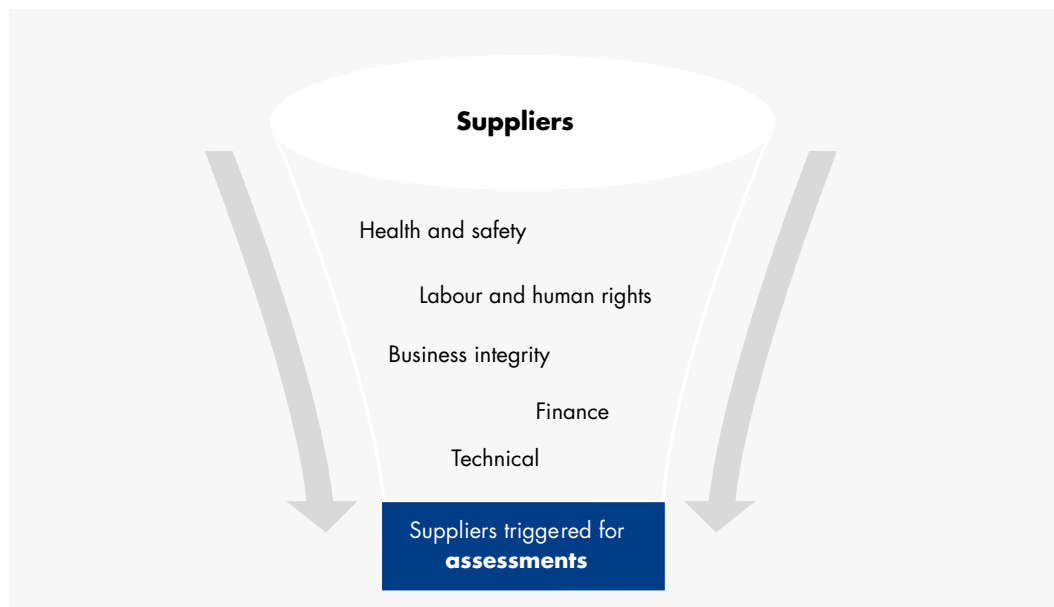 Suppliers
Health and safety
Labour and human rights
Business integrity
Finance
Technical
Suppliers triggered for
assessments